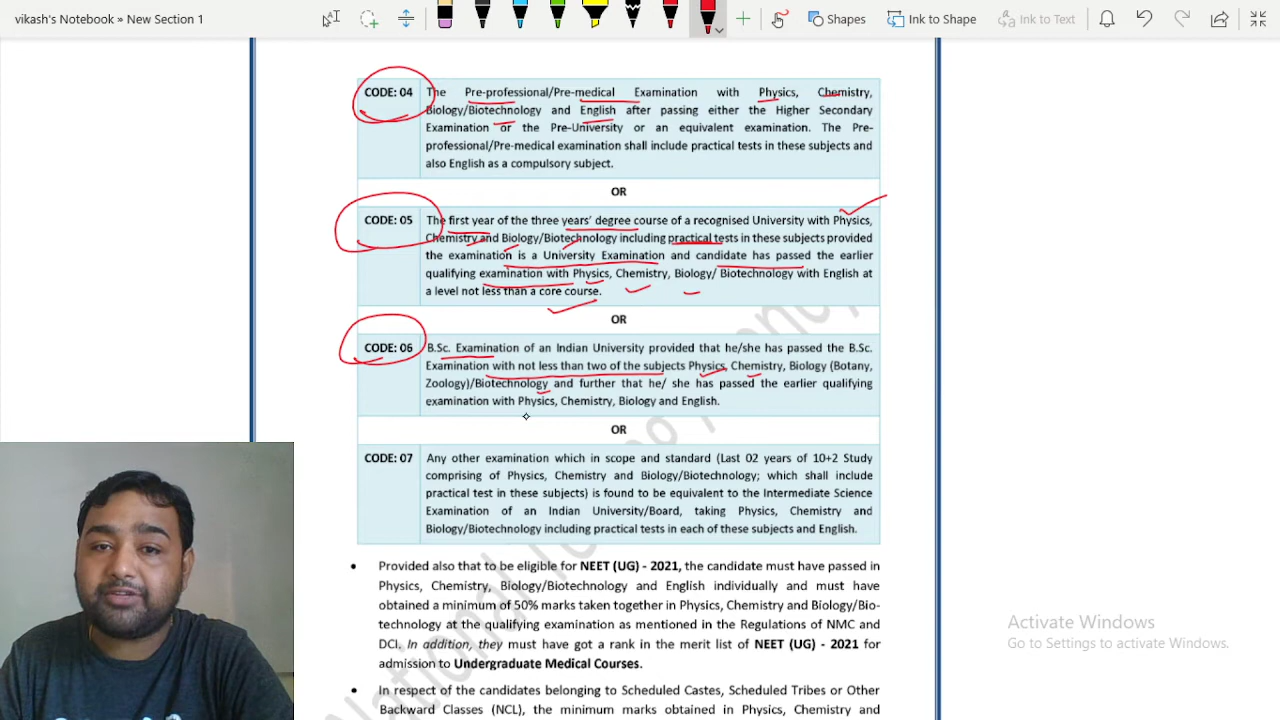 vikash's Notebook » New Section 1
Shapes
Ink to Shape
Ink to Text
CODE: 04
The Pre-professional/Pre-medical Examination with Physics, Chemistry,
Biology/Biotechnology and English after passing either the Higher Secondary
Examination or the Pre-University or an equivalent examination. The Pre-
professional/Pre-medical examination shall include practical tests in these subjects and
also English as a compulsory subject.
OR
CODE: 05
The first year of the three years' degree course of a recognised University with Physics,
Chemistry and Biology/Biotechnology including practical tests in these subjects provided
the examination is a University Examination and candidate has passed the earlier
qualifying examination with Physics, Chemistry, Biology/ Biotechnology with English at
a level not less than a core course.
OR
CODE: 06
B.Sc. Examination of an Indian University provided that he/she has passed the B.Sc.
Examination with not less than two of the subjects Physics, Chemistry, Biology (Botany,
Zoology)/Biotechnology and further that he/ she has passed the earlier qualifying
examination with Physics, Chemistry, Biology and English.
OR
CODE: 07
Any other examination which in scope and standard (Last 02 years of 10+2 Study
comprising of Physics, Chemistry and Biology/Biotechnology; which shall include
practical test in these subjects) is found to be equivalent to the Intermediate Science
Examination of an Indian University/Board, taking Physics, Chemistry and
Biology/Biotechnology including practical tests in each of these subjects and English.
• Provided also that to be eligible for NEET (UG) - 2021, the candidate must have passed in
Physics, Chemistry, Biology/Biotechnology and English individually and must have
obtained a minimum of 50% marks taken together in Physics, Chemistry and Biology/Bio-
technology at the qualifying examination as mentioned in the Regulations of NMC and
DCI. In addition, they must have got a rank in the merit list of NEET (UG) - 2021 for
admission to Undergraduate Medical Courses.
• In respect of the candidates belonging to Scheduled Castes, Scheduled Tribes or Other
Backward Classes (NCL), the minimum marks obtained in Physics, Chemistry and
Activate Windows
Go to Settings to activate Windows.